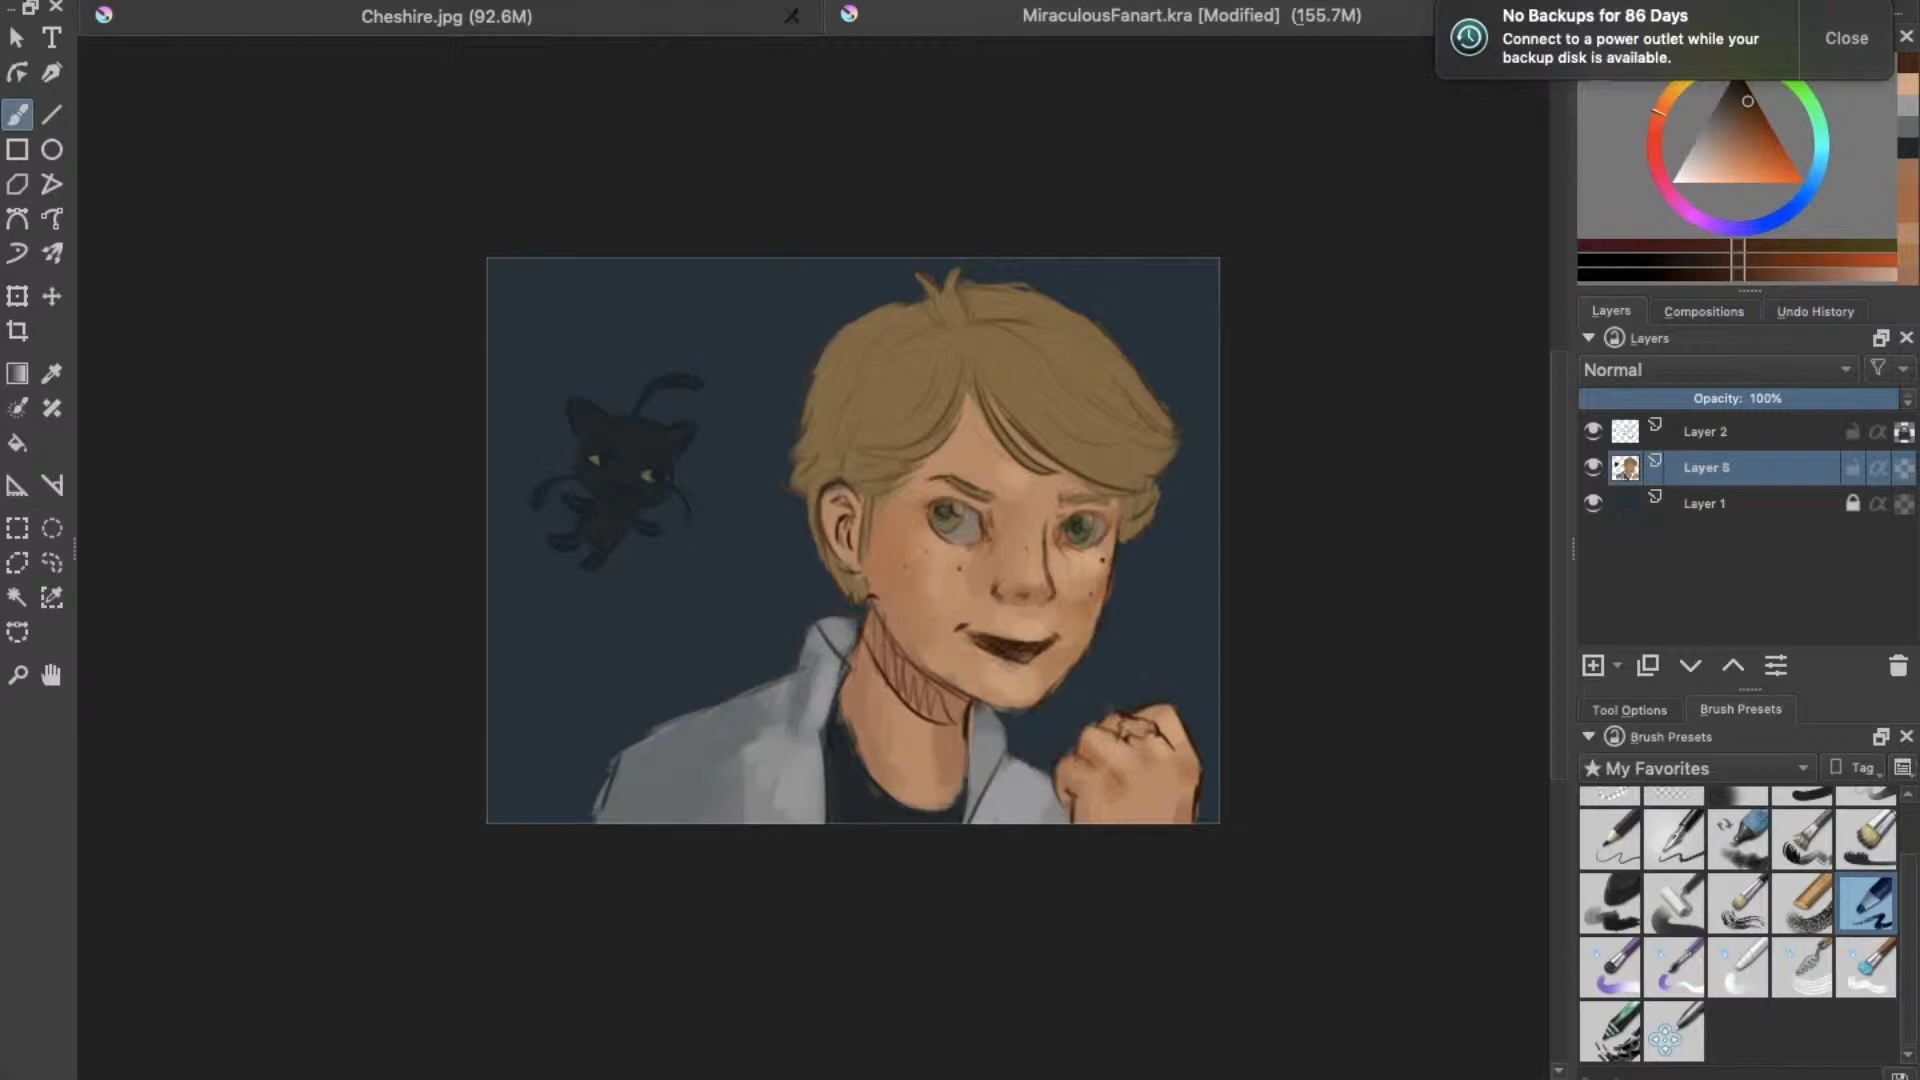 Cheshire.jpg (92.6M)
MiraculousFanart.kra [Modified] (155.7M)
No Backups for 86 Days
Connect to a power outlet while your
backup disk is available.
Close
Layers
Compositions
Undo History
Layers
Normal
Opacity: 100%
Layer 2
Layer 5
Layer 1
Tool Options
Brush Presets
Brush Presets
★ My Favorites
Tag